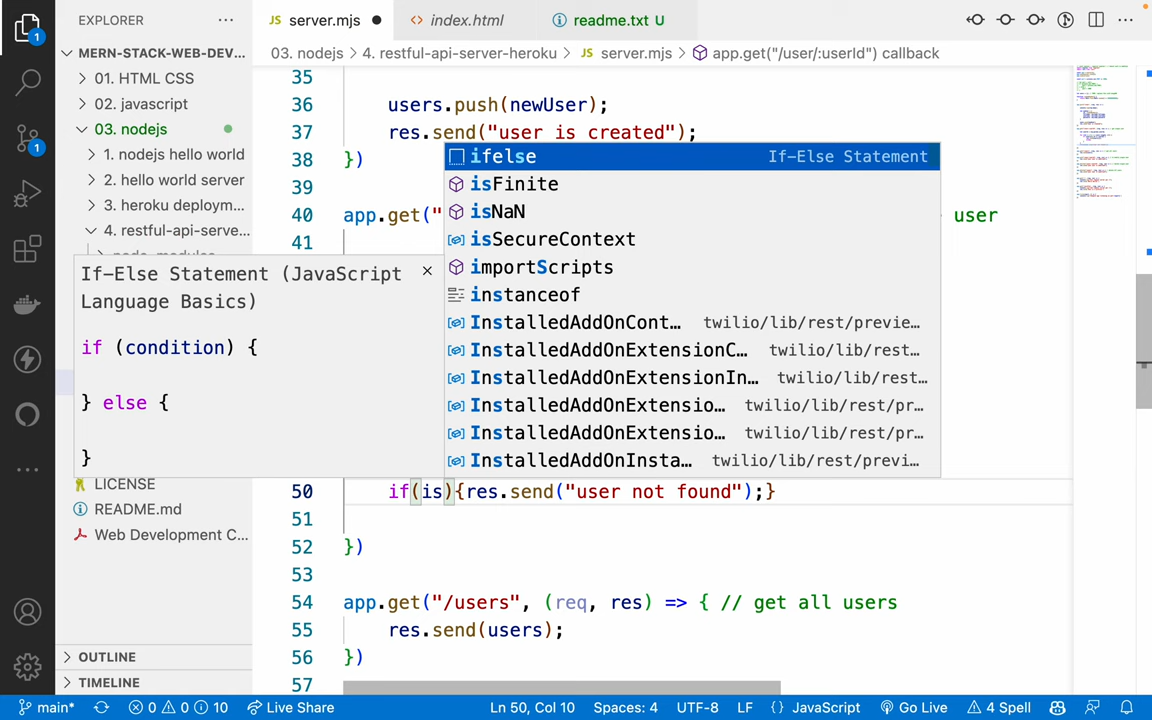 EXPLORER
JS server.mjs
<> index.html
readme.txt U
MERN-STACK-WEB-DEV...
03. nodejs > 4. restful-api-server-heroku > JS server.mjs > app.get("/user/:userId") callback
01. HTML CSS
02. javascript
03. nodejs
1. nodejs hello world
2. hello world server
3. heroku deploym...
4. restful-api-serve...
node_modules
35
36 users.push(newUser);
37 res.send("user is created");
38 })
39
40 app.get(" user
41
ifelse If-Else Statement
isFinite
isNaN
isSecureContext
importScripts
instanceof
InstalledAddOnCont... twilio/lib/rest/previe...
InstalledAddOnExtensionC... twilio/lib/rest...
InstalledAddOnExtensionIn... twilio/lib/rest...
InstalledAddOnExtensio... twilio/lib/rest/pr...
InstalledAddOnExtensio... twilio/lib/rest/pr...
InstalledAddOnInsta... twilio/lib/rest/previ...
If-Else Statement (JavaScript
Language Basics)
if (condition) {
} else {
}
LICENSE
README.md
Web Development C...
50 if(is){res.send("user not found");}
51
52 })
53
54 app.get("/users", (req, res) => { // get all users
55 res.send(users);
56 })
57
OUTLINE
TIMELINE
1
1
main* 0 0 10 Live Share Ln 50, Col 10 Spaces: 4 UTF-8 LF {} JavaScript Go Live 4 Spell